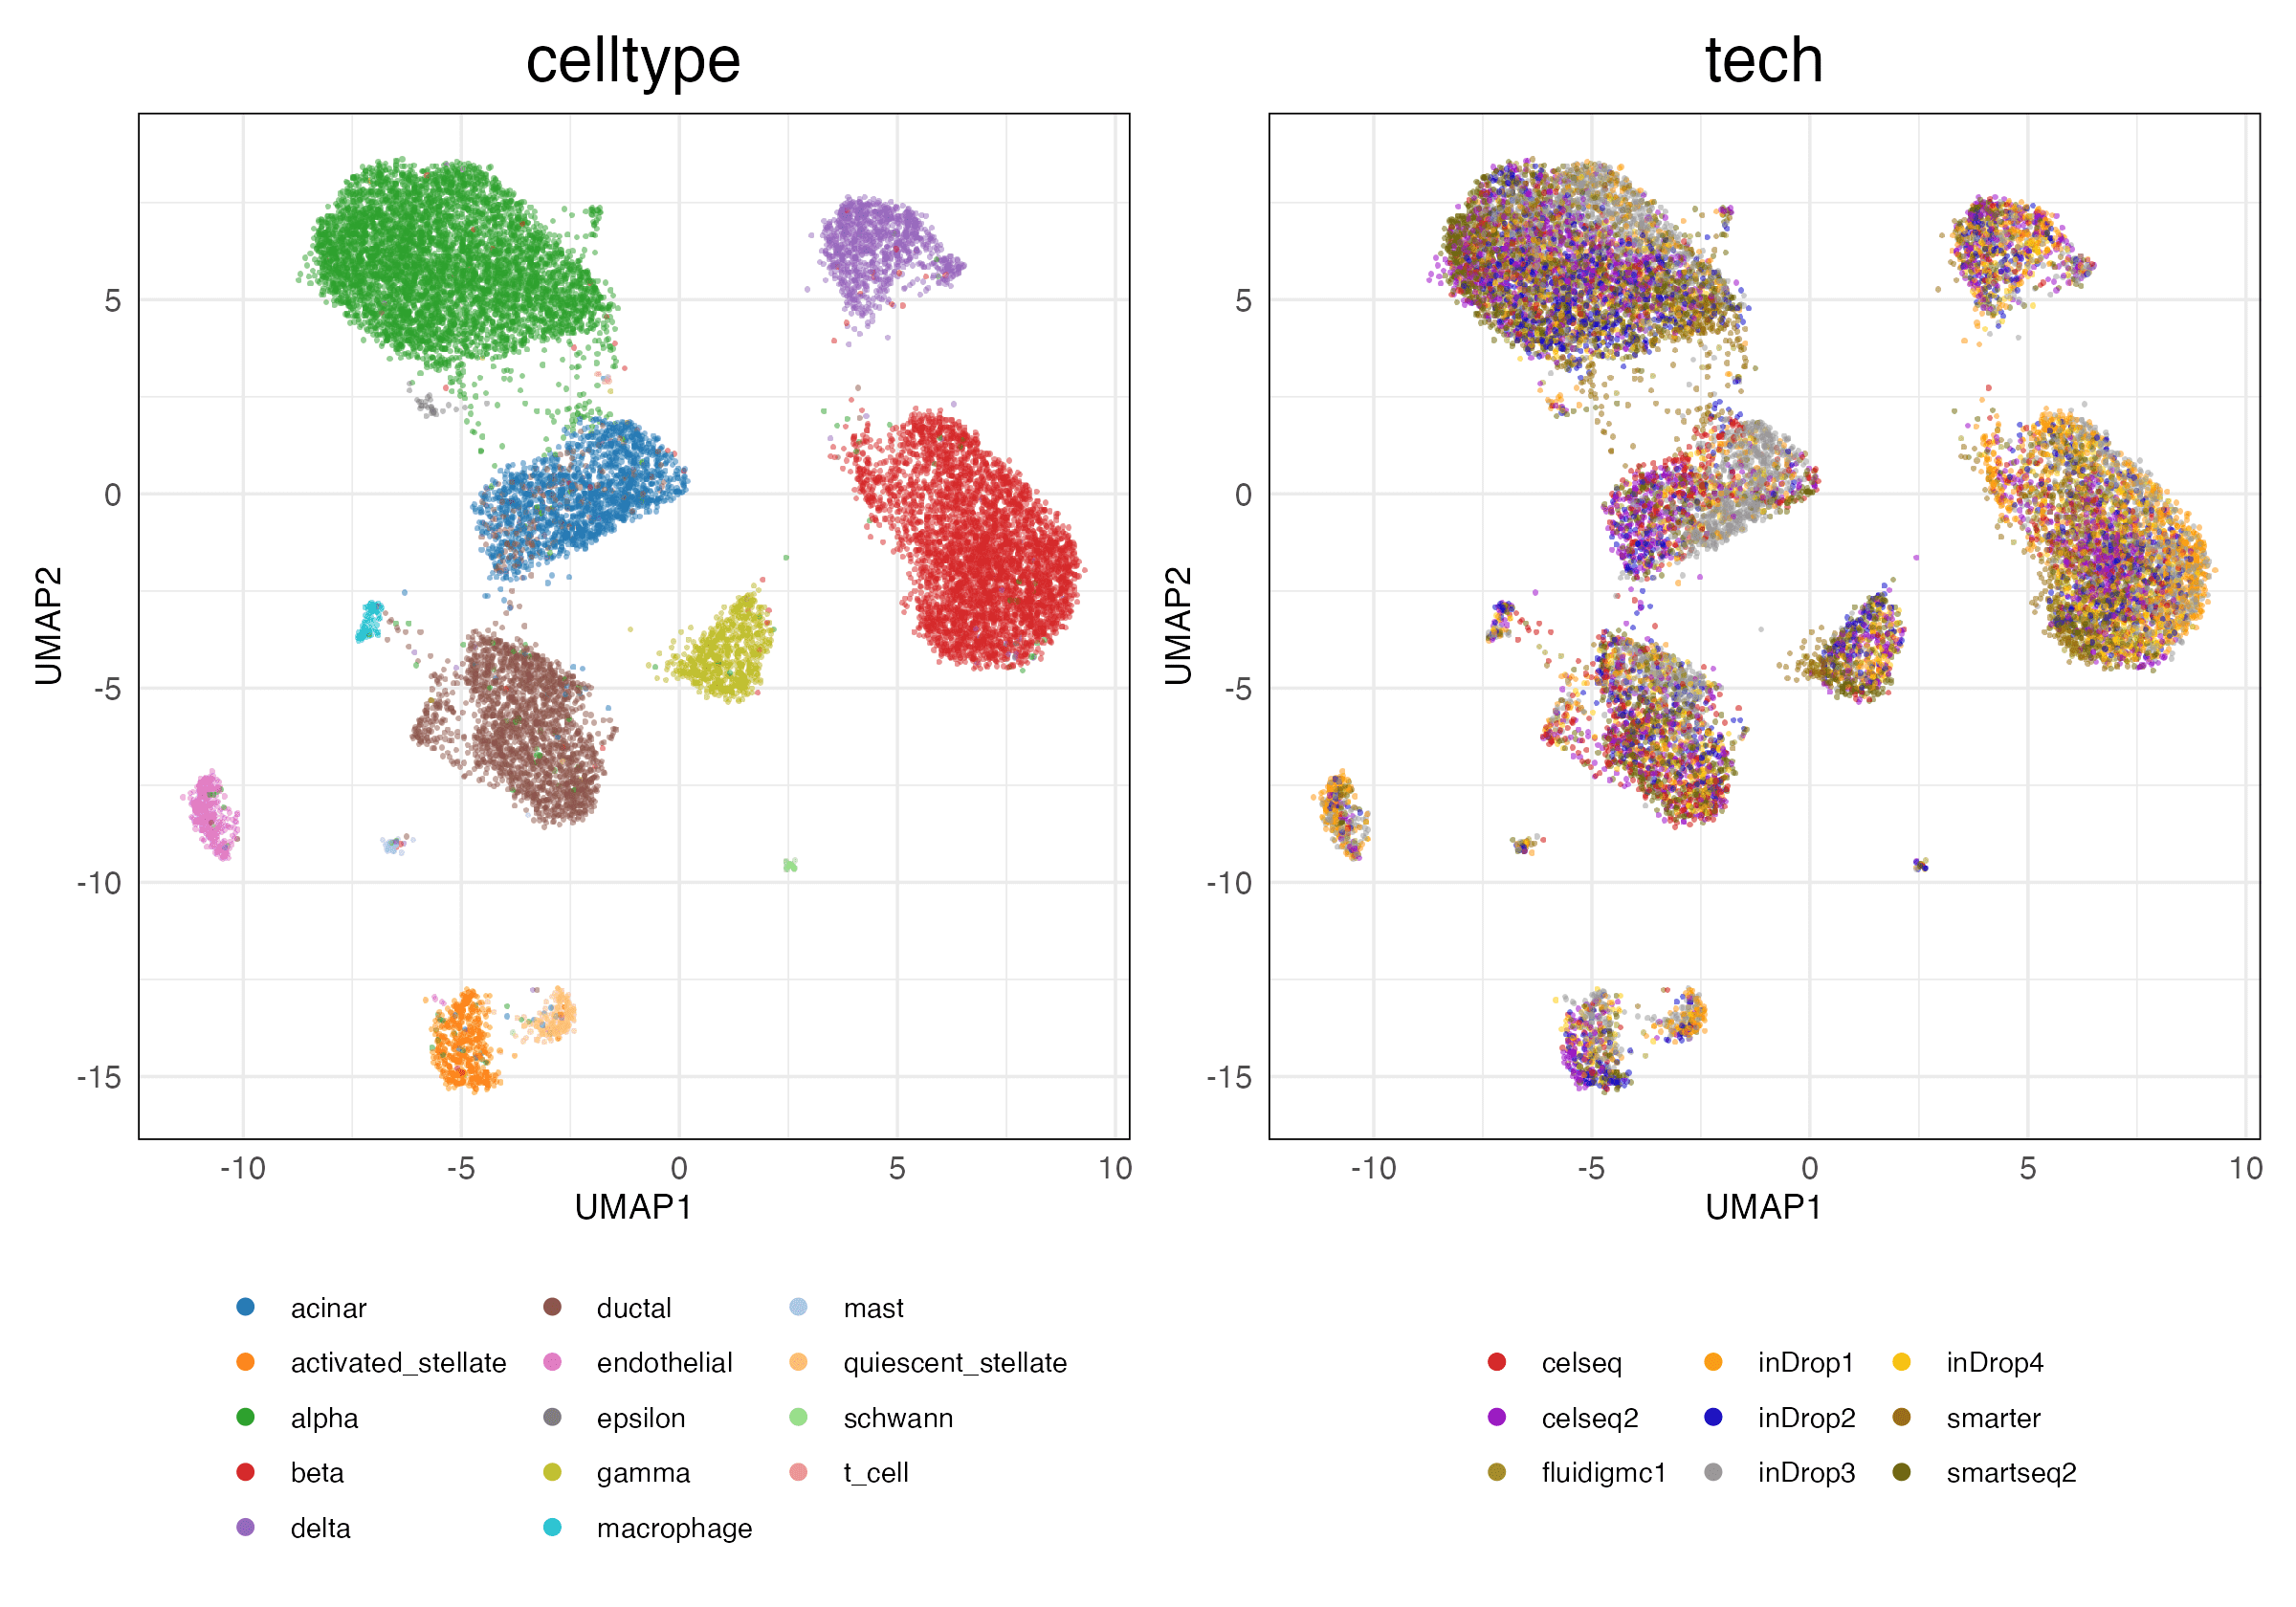 celltype
tech
5
0
-5
-10
-15
UMAP2
-10 -5 0 5 10
UMAP1
5
0
-5
-10
-15
UMAP2
-10 -5 0 5 10
UMAP1
acinar ductal mast
activated_stellate endothelial quiescent_stellate
alpha epsilon schwann
beta gamma t_cell
delta macrophage
celseq inDrop1 inDrop4
celseq2 inDrop2 smarter
fluidigmc1 inDrop3 smartseq2